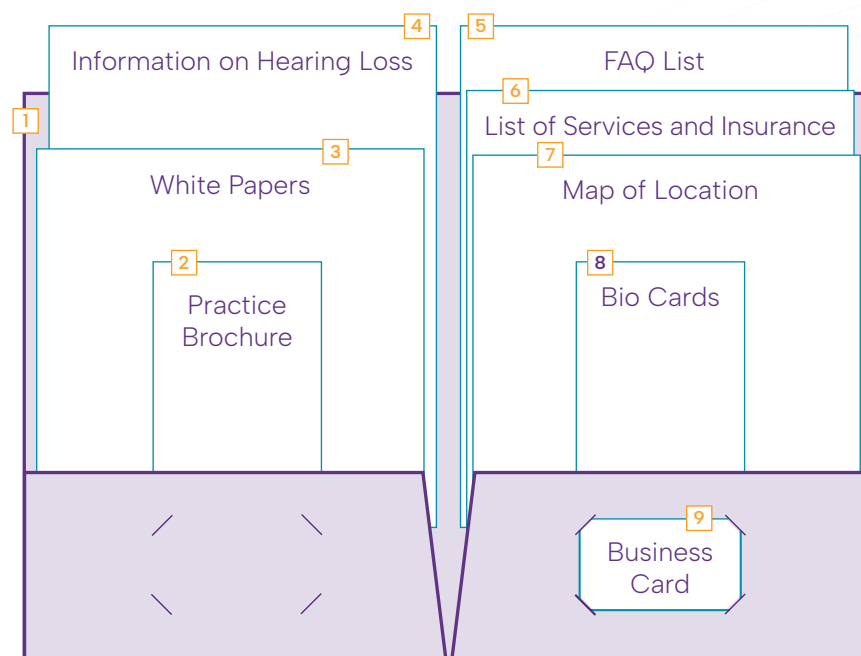 4
Information on Hearing Loss
1
3
White Papers
2
Practice
Brochure
5
FAQ List
6
List of Services and Insurance
7
Map of Location
8
Bio Cards
9
Business
Card